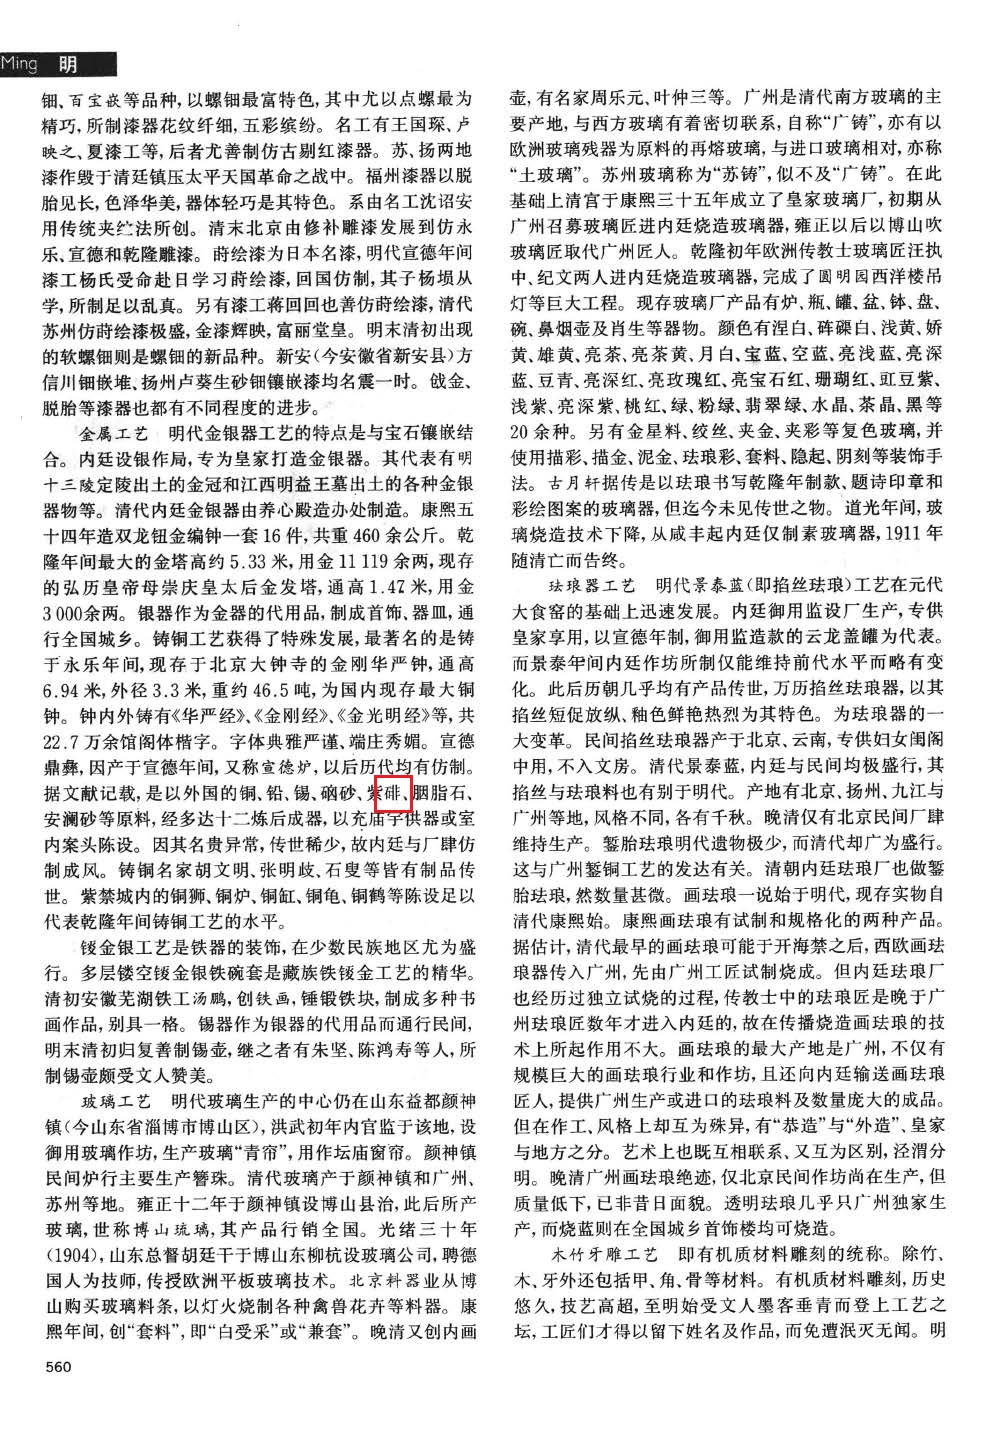 Ming 明
钿、百宝嵌等品种,以螺钿最富特色,其中尤以点螺最为
精巧,所制漆器花纹纤细,五彩缤纷。名工有王国琛、卢
映之、夏漆工等,后者尤善制仿古剔红漆器。苏、扬两地
漆作毁于清廷镇压太平天国革命之战中。福州漆器以脱
胎见长,色泽华美,器体轻巧是其特色。系由名工沈诏安
用传统夹纻法所创。清末北京由修补雕漆发展到仿永
乐、宣德和乾隆雕漆。莳绘漆为日本名漆,明代宣德年间
漆工杨氏受命赴日学习莳绘漆,回国仿制,其子杨埙从
学,所制足以乱真。另有漆工蒋回回也善仿莳绘漆,清代
苏州仿莳绘漆极盛,金漆辉映,富丽堂皇。明末清初出现
的软螺钿则是螺钿的新品种。新安(今安徽省新安县)方
信川钿嵌堆、扬州卢葵生砂钿镶嵌漆均名震一时。戗金、
脱胎等漆器也都有不同程度的进步。
金属工艺 明代金银器工艺的特点是与宝石镶嵌结
合。内廷设银作局,专为皇家打造金银器。其代表有明
十三陵定陵出土的金冠和江西明益王墓出土的各种金银
器物等。清代内廷金银器由养心殿造办处制造。康熙五
十四年造双龙钮金编钟一套16件,共重460余公斤。乾
隆年间最大的金塔高约5.33米,用金11 119余两,现存
的弘历皇帝母崇庆皇太后金发塔,通高1.47米,用金
3 000余两。银器作为金器的代用品,制成首饰、器皿,通
行全国城乡。铸铜工艺获得了特殊发展,最著名的是铸
于永乐年间,现存于北京大钟寺的金刚华严钟,通高
6.94米,外径3.3米,重约46.5吨,为国内现存最大铜
钟。钟内外铸有《华严经》、《金刚经》、《金光明经》等,共
22.7万余馆阁体楷字。字体典雅严谨、端庄秀媚。宣德
鼎彝,因产于宣德年间,又称宣德炉,以后历代均有仿制。
据文献记载,是以外国的铜、铅、锡、硇砂、紫䃽、胭脂石、
安澜砂等原料,经多达十二炼后成器,以充庙宇供器或室
内案头陈设。因其名贵异常,传世稀少,故内廷与厂肆仿
制成风。铸铜名家胡文明、张明歧、石叟等皆有制品传
世。紫禁城内的铜狮、铜炉、铜缸、铜龟、铜鹤等陈设足以
代表乾隆年间铸铜工艺的水平。
锾金银工艺是铁器的装饰,在少数民族地区尤为盛
行。多层镂空锾金银铁碗套是藏族铁锾金工艺的精华。
清初安徽芜湖铁工汤鹏,创铁画,锤锻铁块,制成多种书
画作品,别具一格。锡器作为银器的代用品而通行民间,
明末清初归复善制锡壶,继之者有朱坚、陈鸿寿等人,所
制锡壶颇受文人赞美。
玻璃工艺 明代玻璃生产的中心仍在山东益都颜神
镇(今山东省淄博市博山区),洪武初年内官监于该地,设
御用玻璃作坊,生产玻璃“青帘”,用作坛庙窗帘。颜神镇
民间炉行主要生产簪珠。清代玻璃产于颜神镇和广州、
苏州等地。雍正十二年于颜神镇设博山县治,此后所产
玻璃,世称博山琉璃,其产品行销全国。光绪三十年
(1904),山东总督胡廷干于博山东柳杭设玻璃公司,聘德
国人为技师,传授欧洲平板玻璃技术。北京料器业从博
山购买玻璃料条,以灯火烧制各种禽兽花卉等料器。康
熙年间,创“套料”,即“白受采”或“兼套”。晚清又创内画
560
壶,有名家周乐元、叶仲三等。广州是清代南方玻璃的主
要产地,与西方玻璃有着密切联系,自称“广铸”,亦有以
欧洲玻璃残器为原料的再熔玻璃,与进口玻璃相对,亦称
“土玻璃”。苏州玻璃称为“苏铸”,似不及“广铸”。在此
基础上清宫于康熙三十五年成立了皇家玻璃厂,初期从
广州召募玻璃匠进内廷烧造玻璃器,雍正以后以博山吹
玻璃匠取代广州匠人。乾隆初年欧洲传教士玻璃匠汪执
中、纪文两人进内廷烧造玻璃器,完成了圆明园西洋楼吊
灯等巨大工程。现存玻璃厂产品有炉、瓶、罐、盆、钵、盘、
碗、鼻烟壶及肖生等器物。颜色有涅白、砗磲白、浅黄、娇
黄、雄黄、亮茶、亮茶黄、月白、宝蓝、空蓝、亮浅蓝、亮深
蓝、豆青、亮深红、亮玫瑰红、亮宝石红、珊瑚红、豇豆紫、
浅紫、亮深紫、桃红、绿、粉绿、翡翠绿、水晶、茶晶、黑等
20余种。另有金星料、绞丝、夹金、夹彩等复色玻璃,并
使用描彩、描金、泥金、珐琅彩、套料、隐起、阴刻等装饰手
法。古月轩据传是以珐琅书写乾隆年制款、题诗印章和
彩绘图案的玻璃器,但迄今未见传世之物。道光年间,玻
璃烧造技术下降,从咸丰起内廷仅制素玻璃器,1911年
随清亡而告终。
珐琅器工艺 明代景泰蓝(即掐丝珐琅)工艺在元代
大食窑的基础上迅速发展。内廷御用监设厂生产,专供
皇家享用,以宣德年制,御用监造款的云龙盖罐为代表。
而景泰年间内廷作坊所制仅能维持前代水平而略有变
化。此后历朝几乎均有产品传世,万历掐丝珐琅器,以其
掐丝短促放纵、釉色鲜艳热烈为其特色。为珐琅器的一
大变革。民间掐丝珐琅器产于北京、云南,专供妇女闺阁
中用,不入文房。清代景泰蓝,内廷与民间均极盛行,其
掐丝与珐琅料也有别于明代。产地有北京、扬州、九江与
广州等地,风格不同,各有千秋。晚清仅有北京民间厂肆
维持生产。錾胎珐琅明代遗物极少,而清代却广为盛行。
这与广州錾铜工艺的发达有关。清朝内廷珐琅厂也做錾
胎珐琅,然数量甚微。画珐琅一说始于明代,现存实物自
清代康熙始。康熙画珐琅有试制和规格化的两种产品。
据估计,清代最早的画珐琅可能于开海禁之后,西欧画珐
琅器传入广州,先由广州工匠试制烧成。但内廷珐琅厂
也经历过独立试烧的过程,传教士中的珐琅匠是晚于广
州珐琅匠数年才进入内廷的,故在传播烧造画珐琅的技
术上所起作用不大。画珐琅的最大产地是广州,不仅有
规模巨大的画珐琅行业和作坊,且还向内廷输送画珐琅
匠人,提供广州生产或进口的珐琅料及数量庞大的成品。
但在作工、风格上却互为殊异,有“恭造”与“外造”、皇家
与地方之分。艺术上也既互相联系、又互为区别,泾渭分
明。晚清广州画珐琅绝迹,仅北京民间作坊尚在生产,但
质量低下,已非昔日面貌。透明珐琅几乎只广州独家生
产,而烧蓝则在全国城乡首饰楼均可烧造。
木竹牙雕工艺 即有机质材料雕刻的统称。除竹、
木、牙外还包括甲、角、骨等材料。有机质材料雕刻,历史
悠久,技艺高超,至明始受文人墨客垂青而登上工艺之
坛,工匠们才得以留下姓名及作品,而免遭泯灭无闻。明